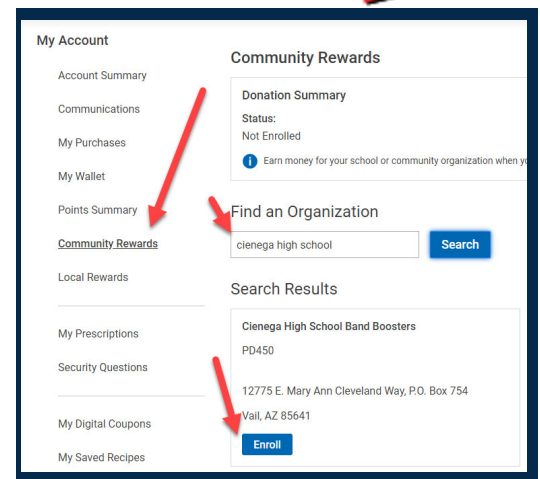 My Account
Account Summary
Communications
My Purchases
My Wallet
Points Summary
Community Rewards
Local Rewards
My Prescriptions
Security Questions
My Digital Coupons
My Saved Recipes
Community Rewards
Donation Summary
Status:
Not Enrolled
Earn money for your school or community organization when
Find an Organization
cienega high school
Search
Search Results
Cienega High School Band Boosters
PD450
12775 E. Mary Ann Cleveland Way, P.O. Box 754
Vail, AZ 85641
Enroll